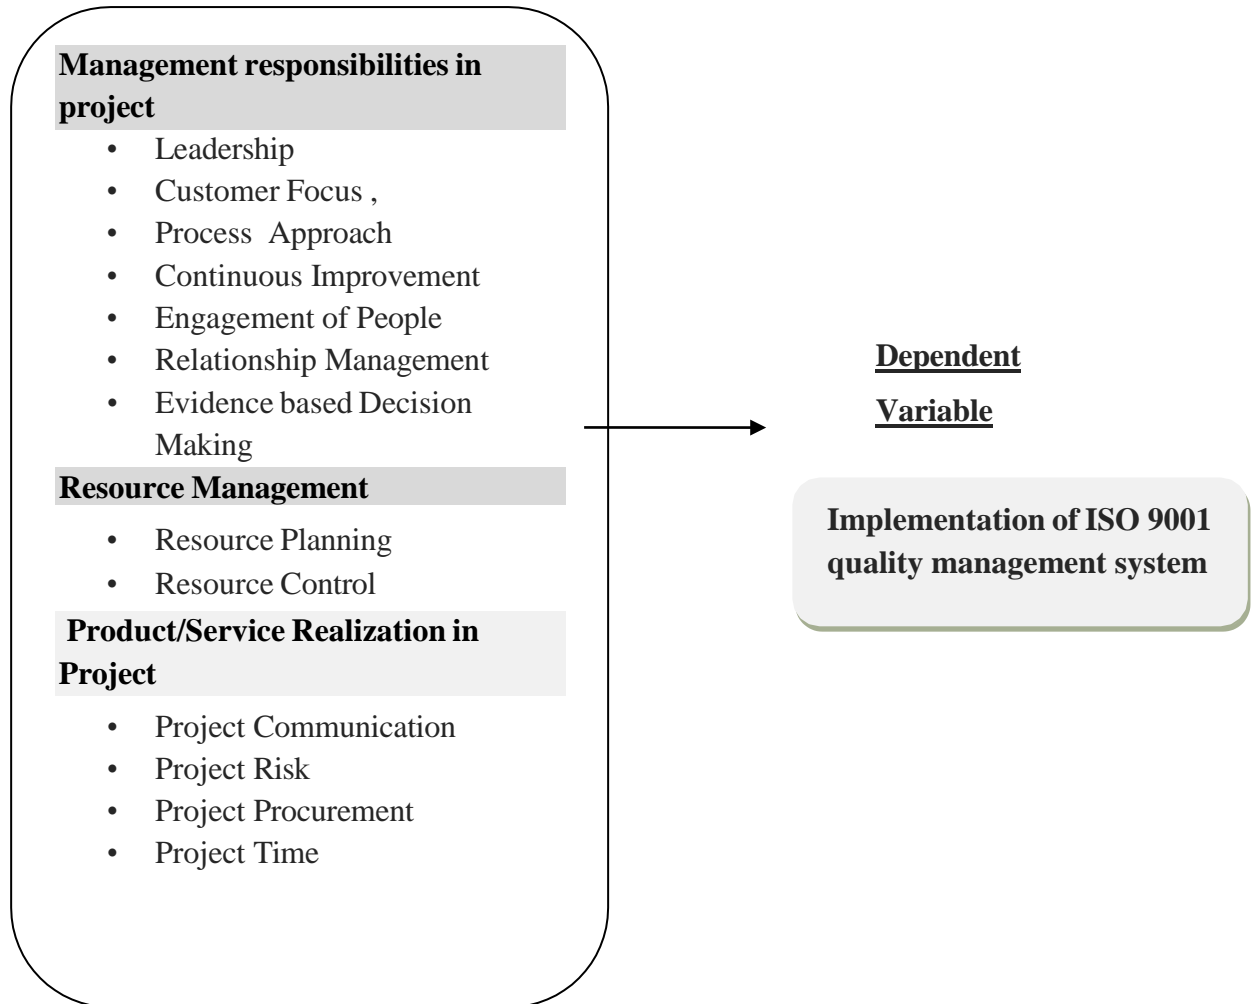 Management responsibilities in
project
• Leadership
• Customer Focus ,
• Process Approach
• Continuous Improvement
• Engagement of People
• Relationship Management
• Evidence based Decision
Making
Resource Management
• Resource Planning
• Resource Control
Product/Service Realization in
Project
• Project Communication
• Project Risk
• Project Procurement
• Project Time
Dependent
Variable
Implementation of ISO 9001
quality management system